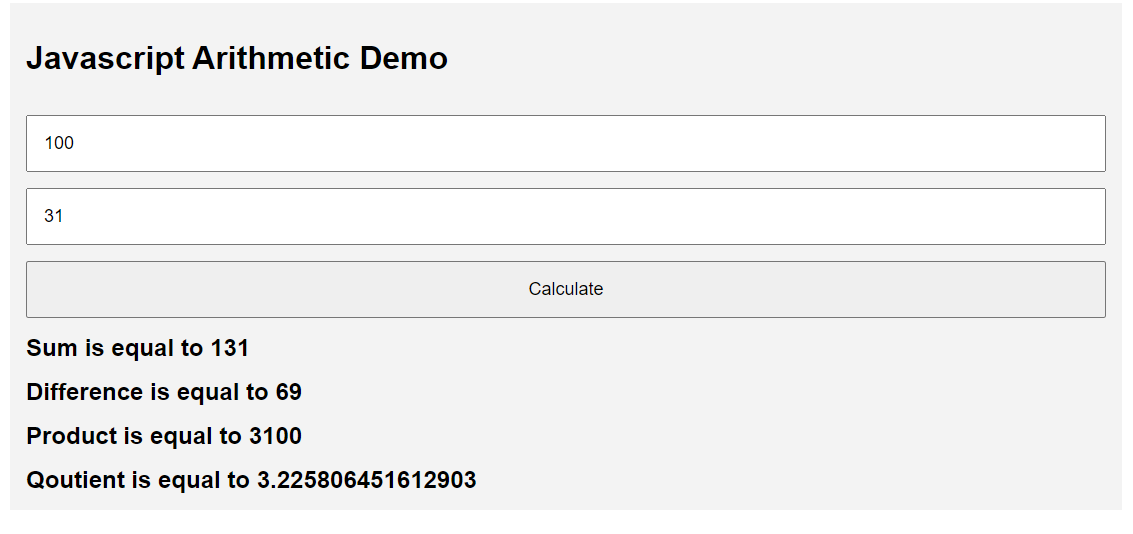 Javascript Arithmetic Demo
100
31
Calculate
Sum is equal to 131
Difference is equal to 69
Product is equal to 3100
Qoutient is equal to 3.225806451612903